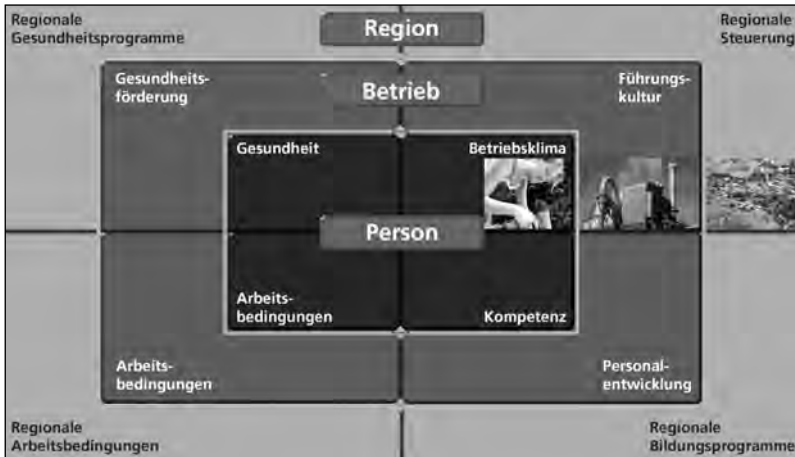 Regionale
Gesundheitsprogramme
Region
Regionale
Steuerung
Gesundheits-
förderung
Betrieb
Führungs-
kultur
Gesundheit
Betriebsklima
Person
Arbeits-
bedingungen
Kompetenz
Arbeits-
bedingungen
Personal-
entwicklung
Regionale
Arbeitsbedingungen
Regionale
Bildungsprogramme